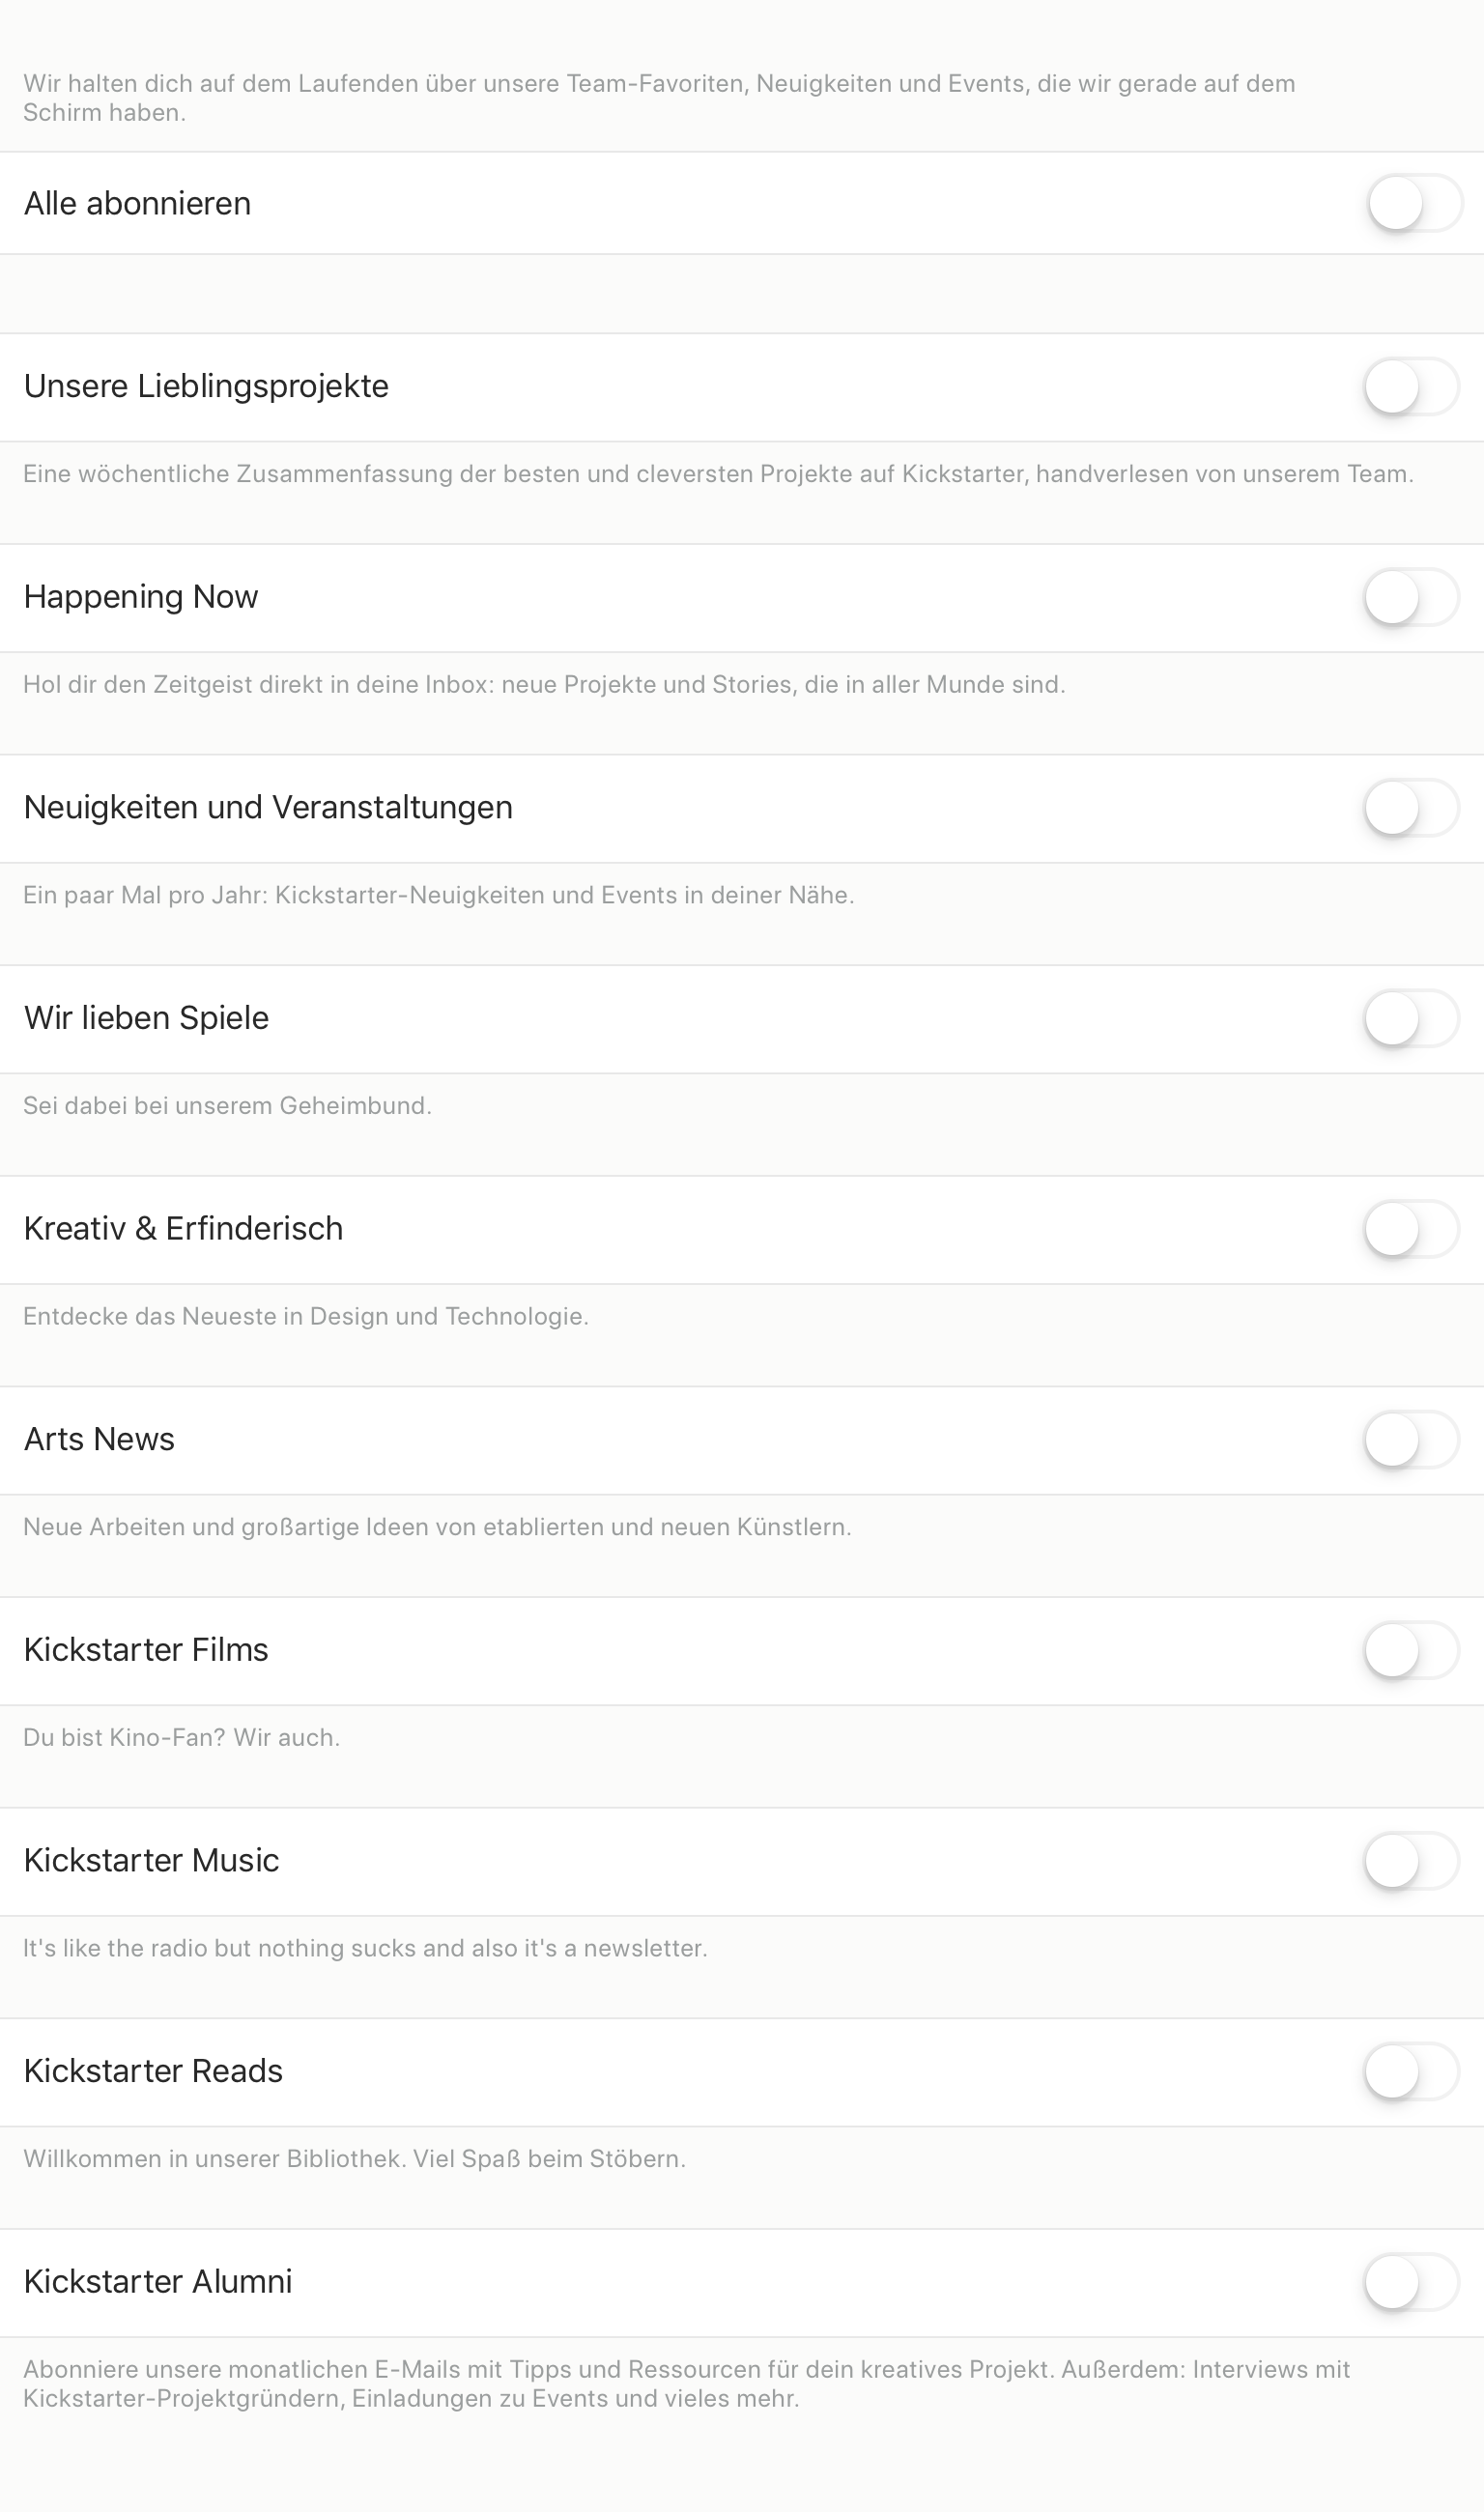 Wir halten dich auf dem Laufenden über unsere Team-Favoriten, Neuigkeiten und Events, die wir gerade auf dem
Schirm haben.
Alle abonnieren
Unsere Lieblingsprojekte
Eine wöchentliche Zusammenfassung der besten und cleversten Projekte auf Kickstarter, handverlesen von unserem Team.
Happening Now
Hol dir den Zeitgeist direkt in deine Inbox: neue Projekte und Stories, die in aller Munde sind.
Neuigkeiten und Veranstaltungen
Ein paar Mal pro Jahr: Kickstarter-Neuigkeiten und Events in deiner Nähe.
Wir lieben Spiele
Sei dabei bei unserem Geheimbund.
Kreativ & Erfinderisch
Entdecke das Neueste in Design und Technologie.
Arts News
Neue Arbeiten und großartige Ideen von etablierten und neuen Künstlern.
Kickstarter Films
Du bist Kino-Fan? Wir auch.
Kickstarter Music
It's like the radio but nothing sucks and also it's a newsletter.
Kickstarter Reads
Willkommen in unserer Bibliothek. Viel Spaß beim Stöbern.
Kickstarter Alumni
Abonniere unsere monatlichen E-Mails mit Tipps und Ressourcen für dein kreatives Projekt. Außerdem: Interviews mit
Kickstarter-Projektgründern, Einladungen zu Events und vieles mehr.